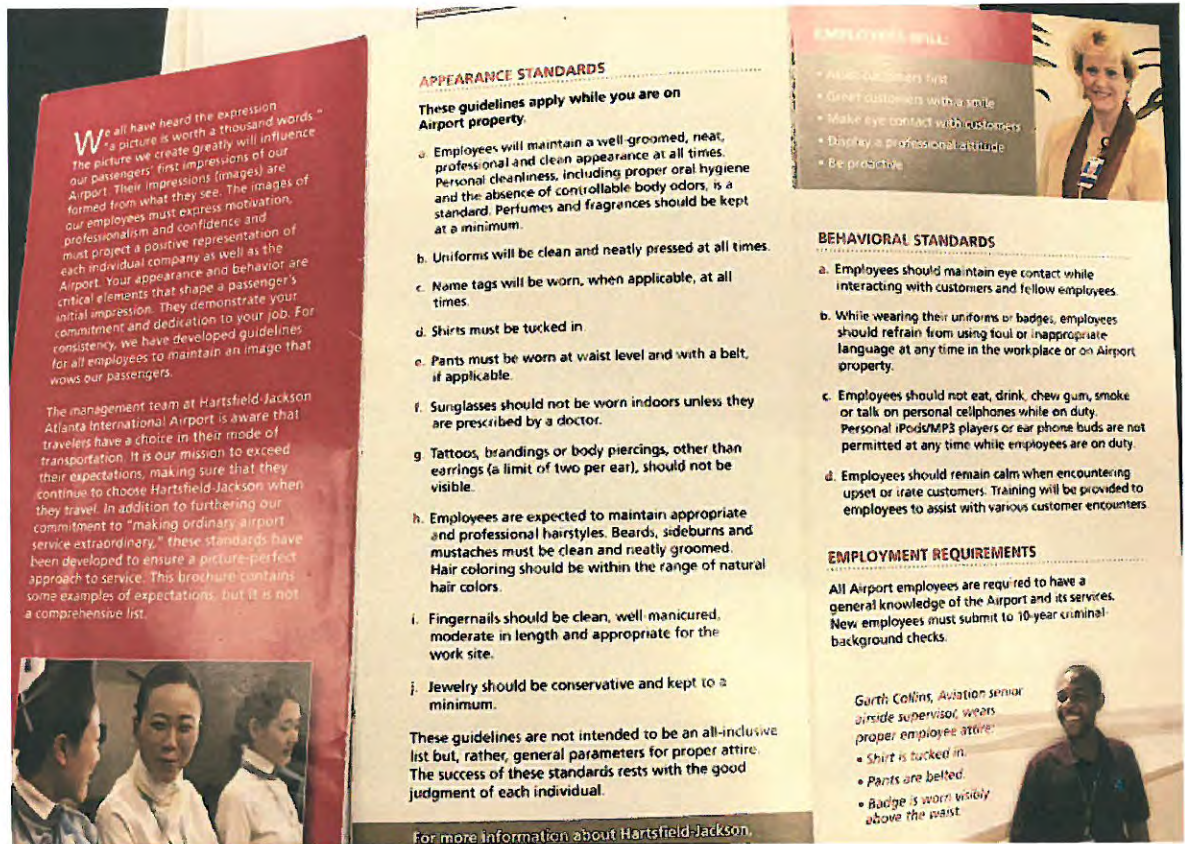 We all have heard the expression
"a picture is worth a thousand words."
The picture we create greatly will influence
our passengers' first impressions of our
Airport. Their impressions (images) are
formed from what they see. The images of
our employees must express motivation,
professionalism and confidence and
must project a positive representation of
each individual company as well as the
Airport. Your appearance and behavior are
critical elements that shape a passenger's
initial impression. They demonstrate your
commitment and dedication to your job. For
consistency, we have developed guidelines
for all employees to maintain an image that
wows our passengers.
The management team at Hartsfield-Jackson
Atlanta International Airport is aware that
travelers have a choice in their mode of
transportation. It is our mission to exceed
their expectations, making sure that they
continue to choose Hartsfield-Jackson when
they travel. In addition to furthering our
commitment to "making ordinary airport
service extraordinary," these standards have
been developed to ensure a picture-perfect
approach to service. This brochure contains
some examples of expectations, but it is not
a comprehensive list.
APPEARANCE STANDARDS
These guidelines apply while you are on
Airport property.
a. Employees will maintain a well-groomed, neat,
professional and clean appearance at all times.
Personal cleanliness, including proper oral hygiene
and the absence of controllable body odors, is a
standard. Perfumes and fragrances should be kept
at a minimum.
b. Uniforms will be clean and neatly pressed at all times.
c. Name tags will be worn, when applicable, at all
times.
d. Shirts must be tucked in.
e. Pants must be worn at waist level and with a belt,
if applicable.
f. Sunglasses should not be worn indoors unless they
are prescribed by a doctor.
g. Tattoos, brandings or body piercings, other than
earrings (a limit of two per ear), should not be
visible.
h. Employees are expected to maintain appropriate
and professional hairstyles. Beards, sideburns and
mustaches must be clean and neatly groomed.
Hair coloring should be within the range of natural
hair colors.
i. Fingernails should be clean, well-manicured,
moderate in length and appropriate for the
work site.
j. Jewelry should be conservative and kept to a
minimum.
These guidelines are not intended to be an all-inclusive
list but, rather, general parameters for proper attire.
The success of these standards rests with the good
judgment of each individual.
For more information about Hartsfield-Jackson,
EMPLOYEES WILL:
• Assist customers first
• Greet customers with a smile
• Make eye contact with customers
• Display a professional attitude
• Be proactive
BEHAVIORAL STANDARDS
a. Employees should maintain eye contact while
interacting with customers and fellow employees.
b. While wearing their uniforms or badges, employees
should refrain from using foul or inappropriate
language at any time in the workplace or on Airport
property.
c. Employees should not eat, drink, chew gum, smoke
or talk on personal cellphones while on duty.
Personal iPods/MP3 players or ear phone buds are not
permitted at any time while employees are on duty.
d. Employees should remain calm when encountering
upset or irate customers. Training will be provided to
employees to assist with various customer encounters.
EMPLOYMENT REQUIREMENTS
All Airport employees are required to have a
general knowledge of the Airport and its services.
New employees must submit to 10-year criminal
background checks.
Garth Collins, Aviation senior
airside supervisor, wears
proper employee attire:
• Shirt is tucked in.
• Pants are belted.
• Badge is worn visibly
above the waist.